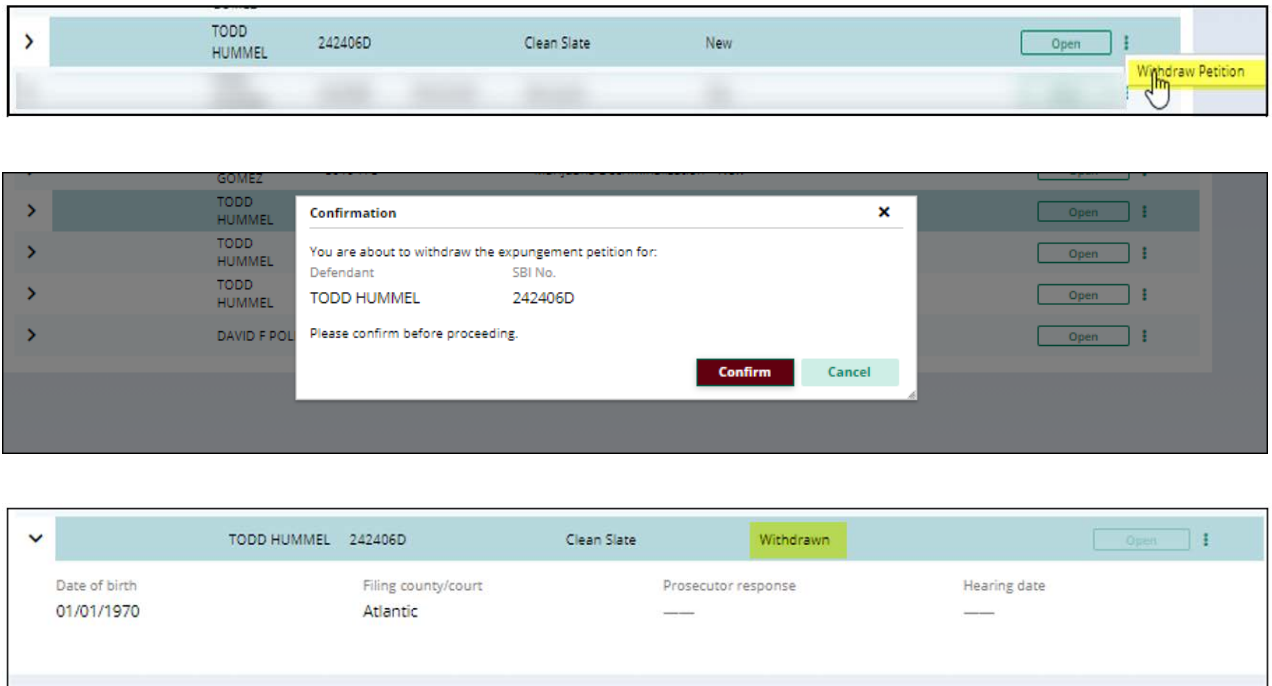 TODD
HUMMEL 242406D Clean Slate New Open
Withdraw Petition
GOMEZ
TODD
HUMMEL Open
TODD
HUMMEL Open
TODD
HUMMEL Open
DAVID F POL Open
Confirmation
You are about to withdraw the expungement petition for:
Defendant SBI No.
TODD HUMMEL 242406D
Please confirm before proceeding.
Confirm Cancel
TODD HUMMEL 242406D Clean Slate Withdrawn Open
Date of birth Filing county/court Prosecutor response Hearing date
01/01/1970 Atlantic —— ——